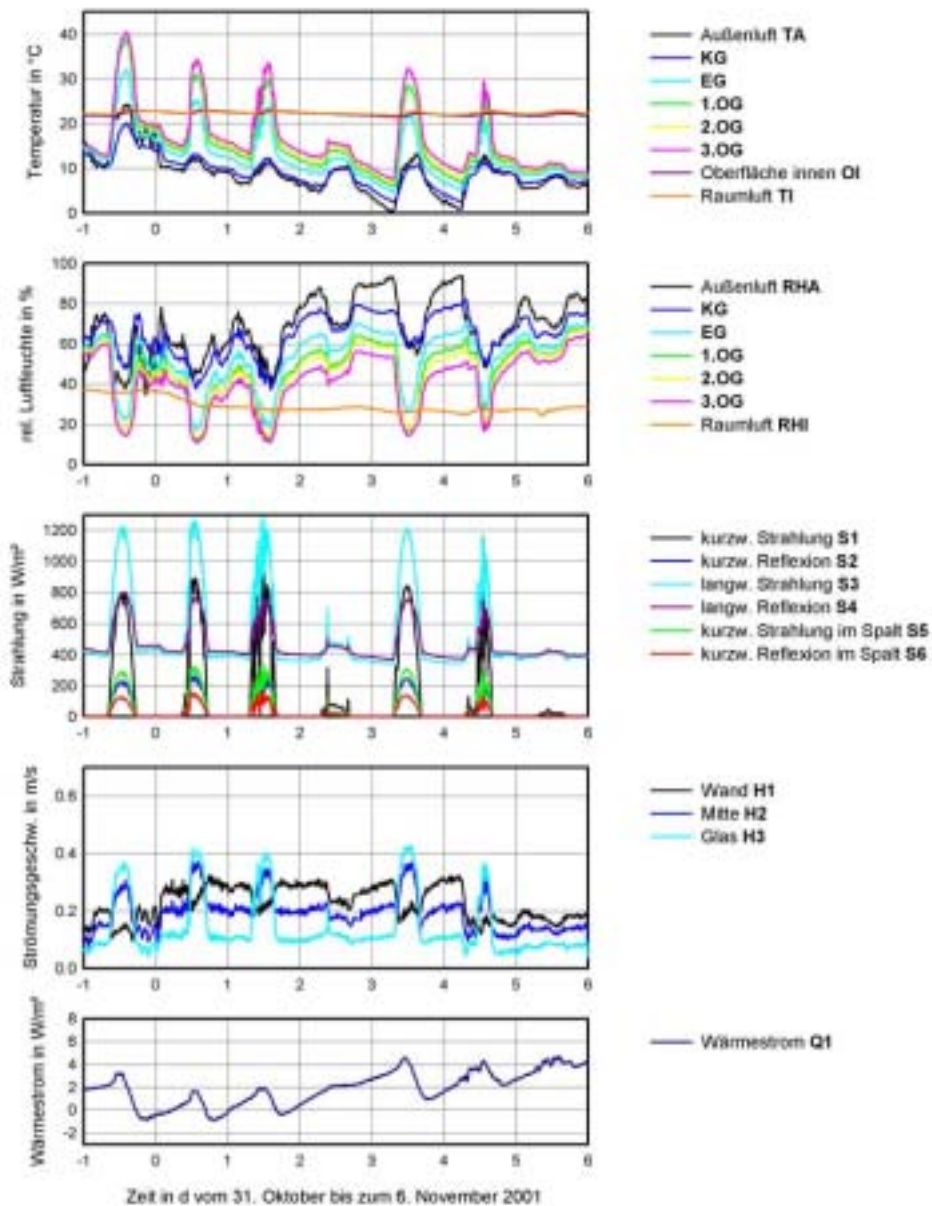 Temperatur in °C
40
30
20
10
0
-1 0 1 2 3 4 5 6
Außenluft TA
KG
EG
1.OG
2.OG
3.OG
Oberfläche innen OI
Raumluft TI
rel. Luftfeuchte in %
100
80
60
40
20
0
-1 0 1 2 3 4 5 6
Außenluft RHA
KG
EG
1.OG
2.OG
3.OG
Raumluft RHI
Strahlung in W/m²
1200
1000
800
600
400
200
0
-1 0 1 2 3 4 5 6
kurzw. Strahlung S1
kurzw. Reflexion S2
langw. Strahlung S3
langw. Reflexion S4
kurzw. Strahlung im Spalt S5
kurzw. Reflexion im Spalt S6
Strömungsgeschw. in m/s
0.6
0.4
0.2
0.0
-1 0 1 2 3 4 5 6
Wand H1
Mitte H2
Glas H3
Wärmestrom in W/m²
8
6
4
2
0
-2
-1 0 1 2 3 4 5 6
Wärmestrom Q1
Zeit in d vom 31. Oktober bis zum 6. November 2001